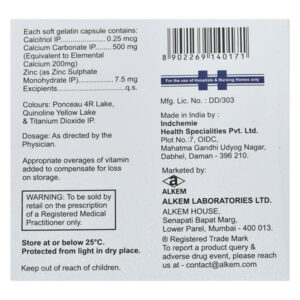 Each soft gelatin capsule contains:
Calcitriol IP....................0.25 mcg
Calcium Carbonate IP.....500 mg
(Equivalent to Elemental
Calcium 200mg)
Zinc (as Zinc Sulphate
Monohydrate IP)................7.5 mg
Excipients...........................q.s.
Colours: Ponceau 4R Lake,
Quinoline Yellow Lake
& Titanium Dioxide IP.
Dosage: As directed by the
Physician.
Appropriate overages of vitamin
added to compensate for loss
on storage.
WARNING: To be sold by
retail on the prescription
of a Registered Medical
Practitioner only.
Store at or below 25°C.
Protected from light in dry place.
Keep out of reach of children.
8 902269 140171
For the use of Hospitals & Nursing Homes only
Mfg. Lic. No. : DD/303
Manufactured in India by:
Indchemie
Health Specialities Pvt. Ltd.
Plot No.:7, OIDC,
Mahatma Gandhi Udyog Nagar,
Dabhel, Daman - 396 210.
Marketed by:
ALKEM
ALKEM LABORATORIES LTD.
ALKEM HOUSE,
Senapati Bapat Marg,
Lower Parel, Mumbai - 400 013.
® Registered Trade Mark
To report a product query &
adverse drug event, please reach
us at - contact@alkem.com